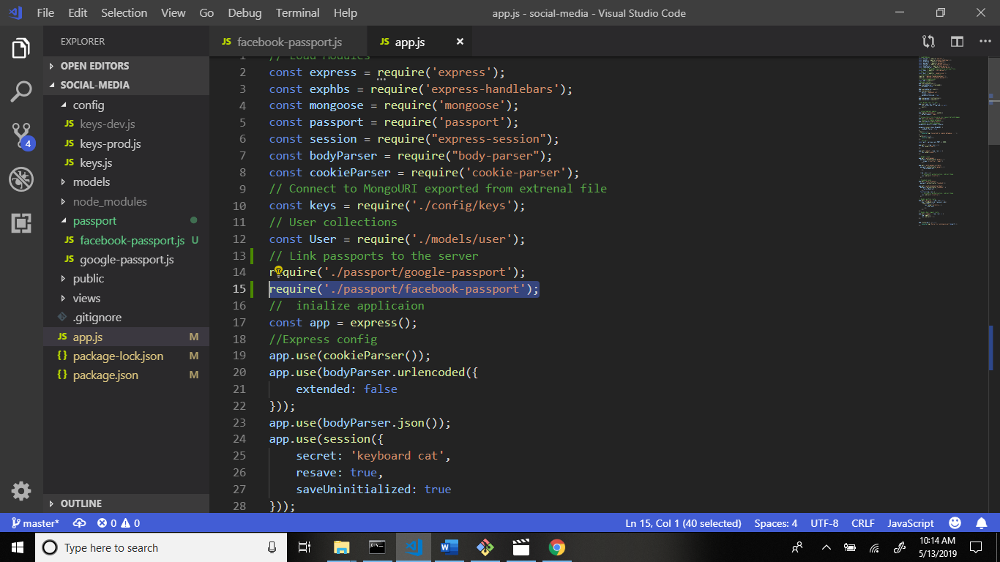 File Edit Selection View Go Debug Terminal Help app.js - social-media - Visual Studio Code
EXPLORER
OPEN EDITORS
SOCIAL-MEDIA
config
JS keys-dev.js
JS keys-prod.js
JS keys.js
models
node_modules
passport
JS facebook-passport.js U
JS google-passport.js
public
views
.gitignore
JS app.js M
{} package-lock.json M
{} package.json M
OUTLINE
4
JS facebook-passport.js JS app.js
1 // Load Modules
2 const express = require('express');
3 const exphbs = require('express-handlebars');
4 const mongoose = require('mongoose');
5 const passport = require('passport');
6 const session = require("express-session");
7 const bodyParser = require("body-parser");
8 const cookieParser = require('cookie-parser');
9 // Connect to MongoURI exported from extrenal file
10 const keys = require('./config/keys');
11 // User collections
12 const User = require('./models/user');
13 // Link passports to the server
14 require('./passport/google-passport');
15 require('./passport/facebook-passport');
16 //  inialize applicaion
17 const app = express();
18 //Express config
19 app.use(cookieParser());
20 app.use(bodyParser.urlencoded({
21     extended: false
22 }));
23 app.use(bodyParser.json());
24 app.use(session({
25     secret: 'keyboard cat',
26     resave: true,
27     saveUninitialized: true
28 }));
master* 0 0 Ln 15, Col 1 (40 selected) Spaces: 4 UTF-8 CRLF JavaScript
Type here to search
10:14 AM
5/13/2019